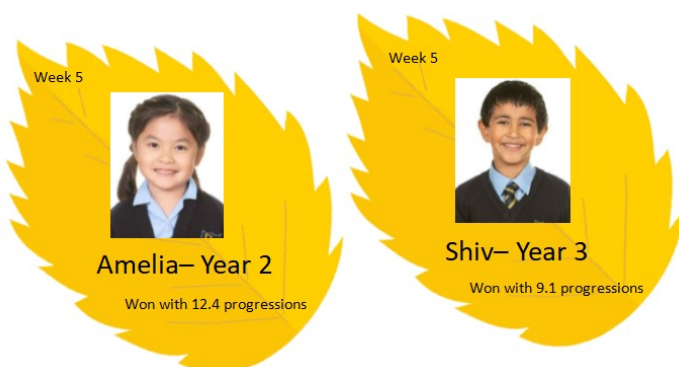 Week 5
Amelia– Year 2
Won with 12.4 progressions
Week 5
Shiv– Year 3
Won with 9.1 progressions